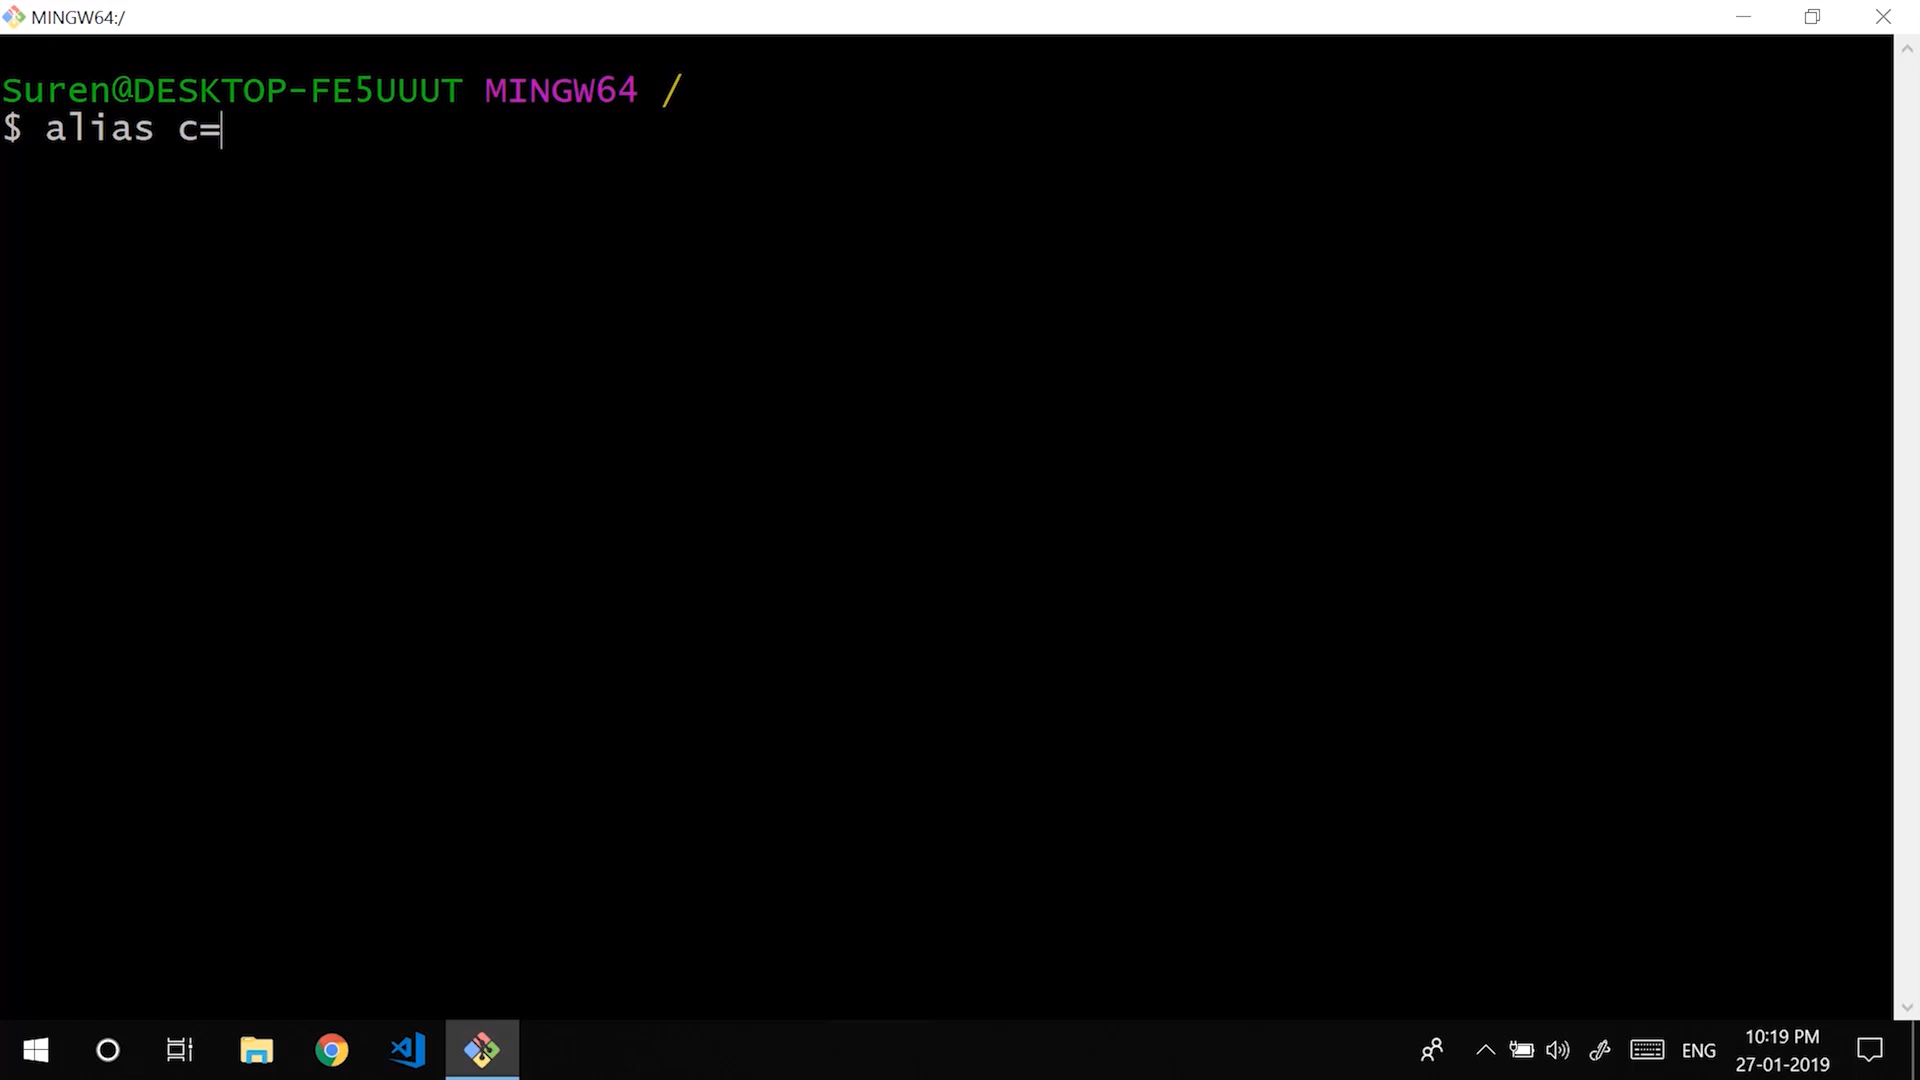 MINGW64:/
Suren@DESKTOP-FE5UUUT MINGW64 /
$ alias c=
ENG
10:19 PM
27-01-2019